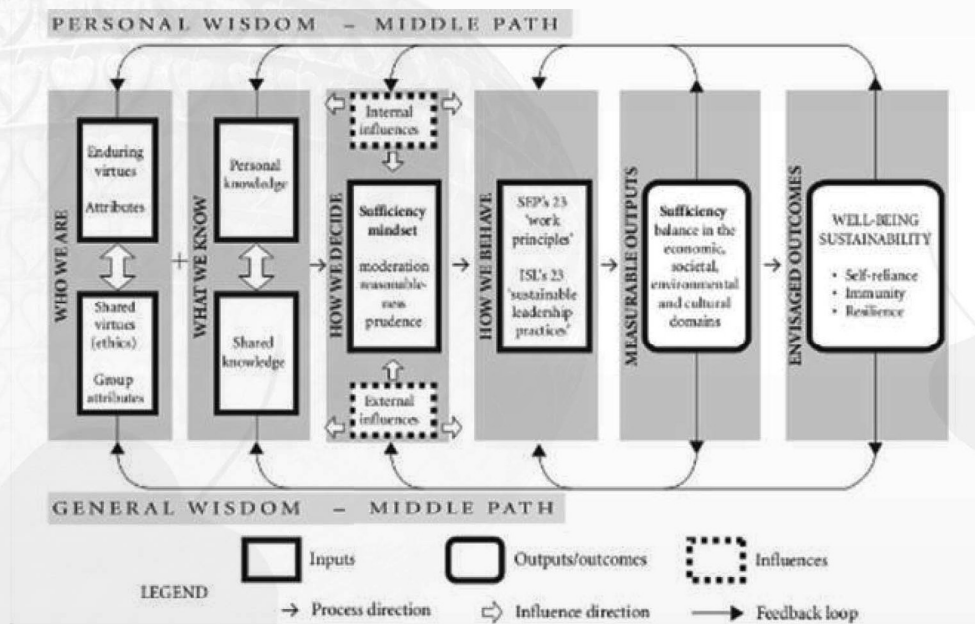 PERSONAL WISDOM – MIDDLE PATH
WHO WE ARE
Enduring
virtues
Attributes
Shared
virtues
(ethics)
Group
attributes
+
WHAT WE KNOW
Personal
knowledge
Shared
knowledge
HOW WE DECIDE
Internal
influences
Sufficiency
mindset
moderation
reasonable-
ness
prudence
External
influences
HOW WE BEHAVE
SEP's 23
'work
principles'
ISL's 23
'sustainable
leadership
practices'
MEASURABLE OUTPUTS
Sufficiency
balance in the
economic,
societal,
environmental
and cultural
domains
ENVISAGED OUTCOMES
WELL-BEING
SUSTAINABILITY
• Self-reliance
• Immunity
• Resilience
GENERAL WISDOM – MIDDLE PATH
LEGEND
Inputs
Outputs/outcomes
Influences
Process direction
Influence direction
Feedback loop